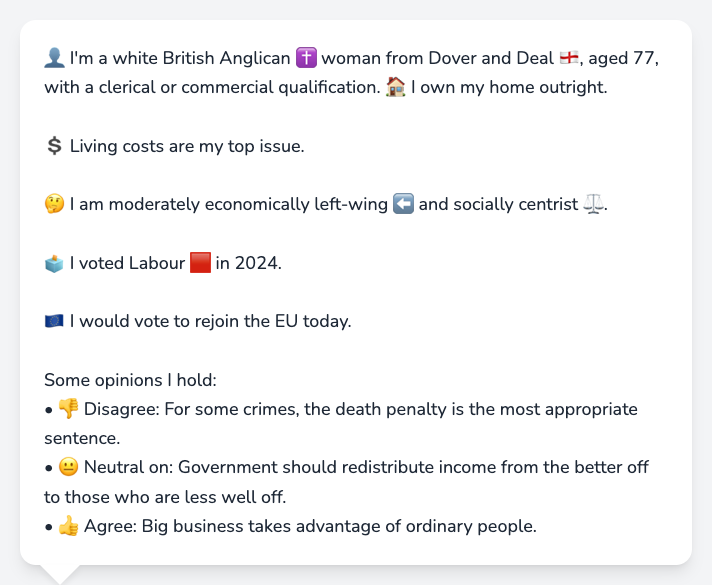 👤 I'm a white British Anglican ✝️ woman from Dover and Deal 🏴󠁧󠁢󠁥󠁮󠁧󠁿, aged 77,
with a clerical or commercial qualification. 🏠 I own my home outright.
💲 Living costs are my top issue.
🤔 I am moderately economically left-wing ⬅️ and socially centrist ⚖️.
🗳️ I voted Labour 🟥 in 2024.
🇪🇺 I would vote to rejoin the EU today.
Some opinions I hold:
• 👎 Disagree: For some crimes, the death penalty is the most appropriate
sentence.
• 😐 Neutral on: Government should redistribute income from the better off
to those who are less well off.
• 👍 Agree: Big business takes advantage of ordinary people.